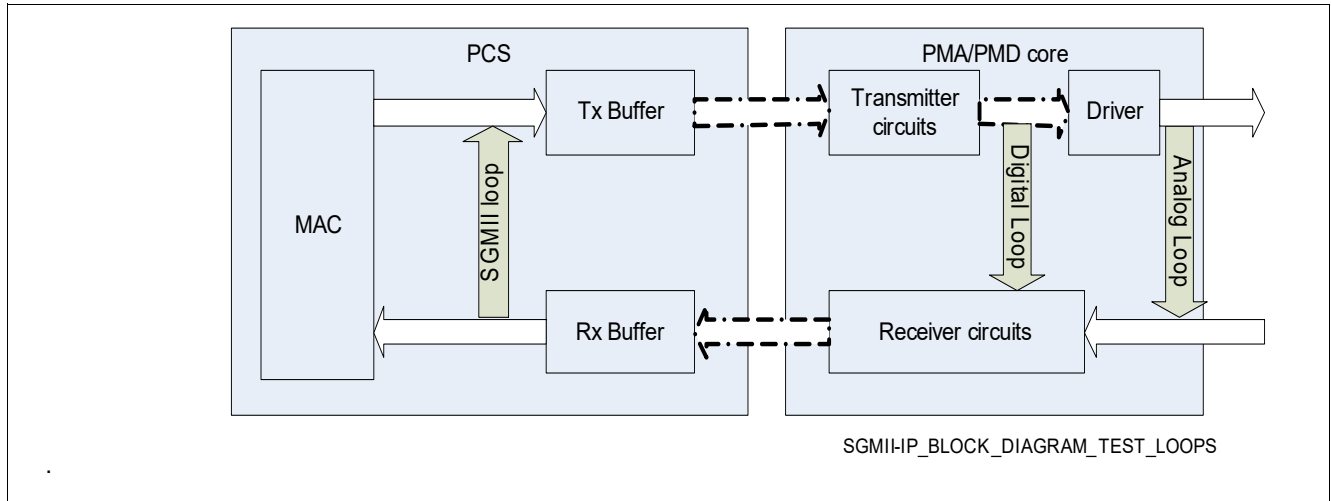 PCS
PMA/PMD core
MAC
Tx Buffer
Transmitter
circuits
Driver
SGMII loop
Digital Loop
Analog Loop
Rx Buffer
Receiver circuits
SGMII-IP_BLOCK_DIAGRAM_TEST_LOOPS
.